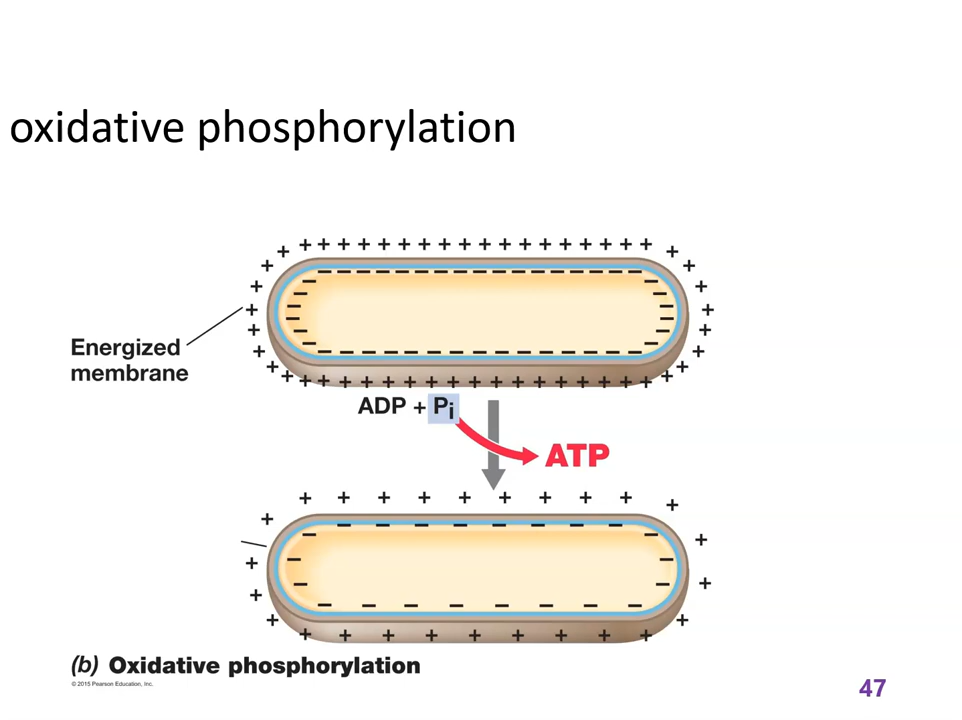 oxidative phosphorylation
Energized
membrane
ADP + Pi
ATP
(b) Oxidative phosphorylation
© 2015 Pearson Education, Inc.
47